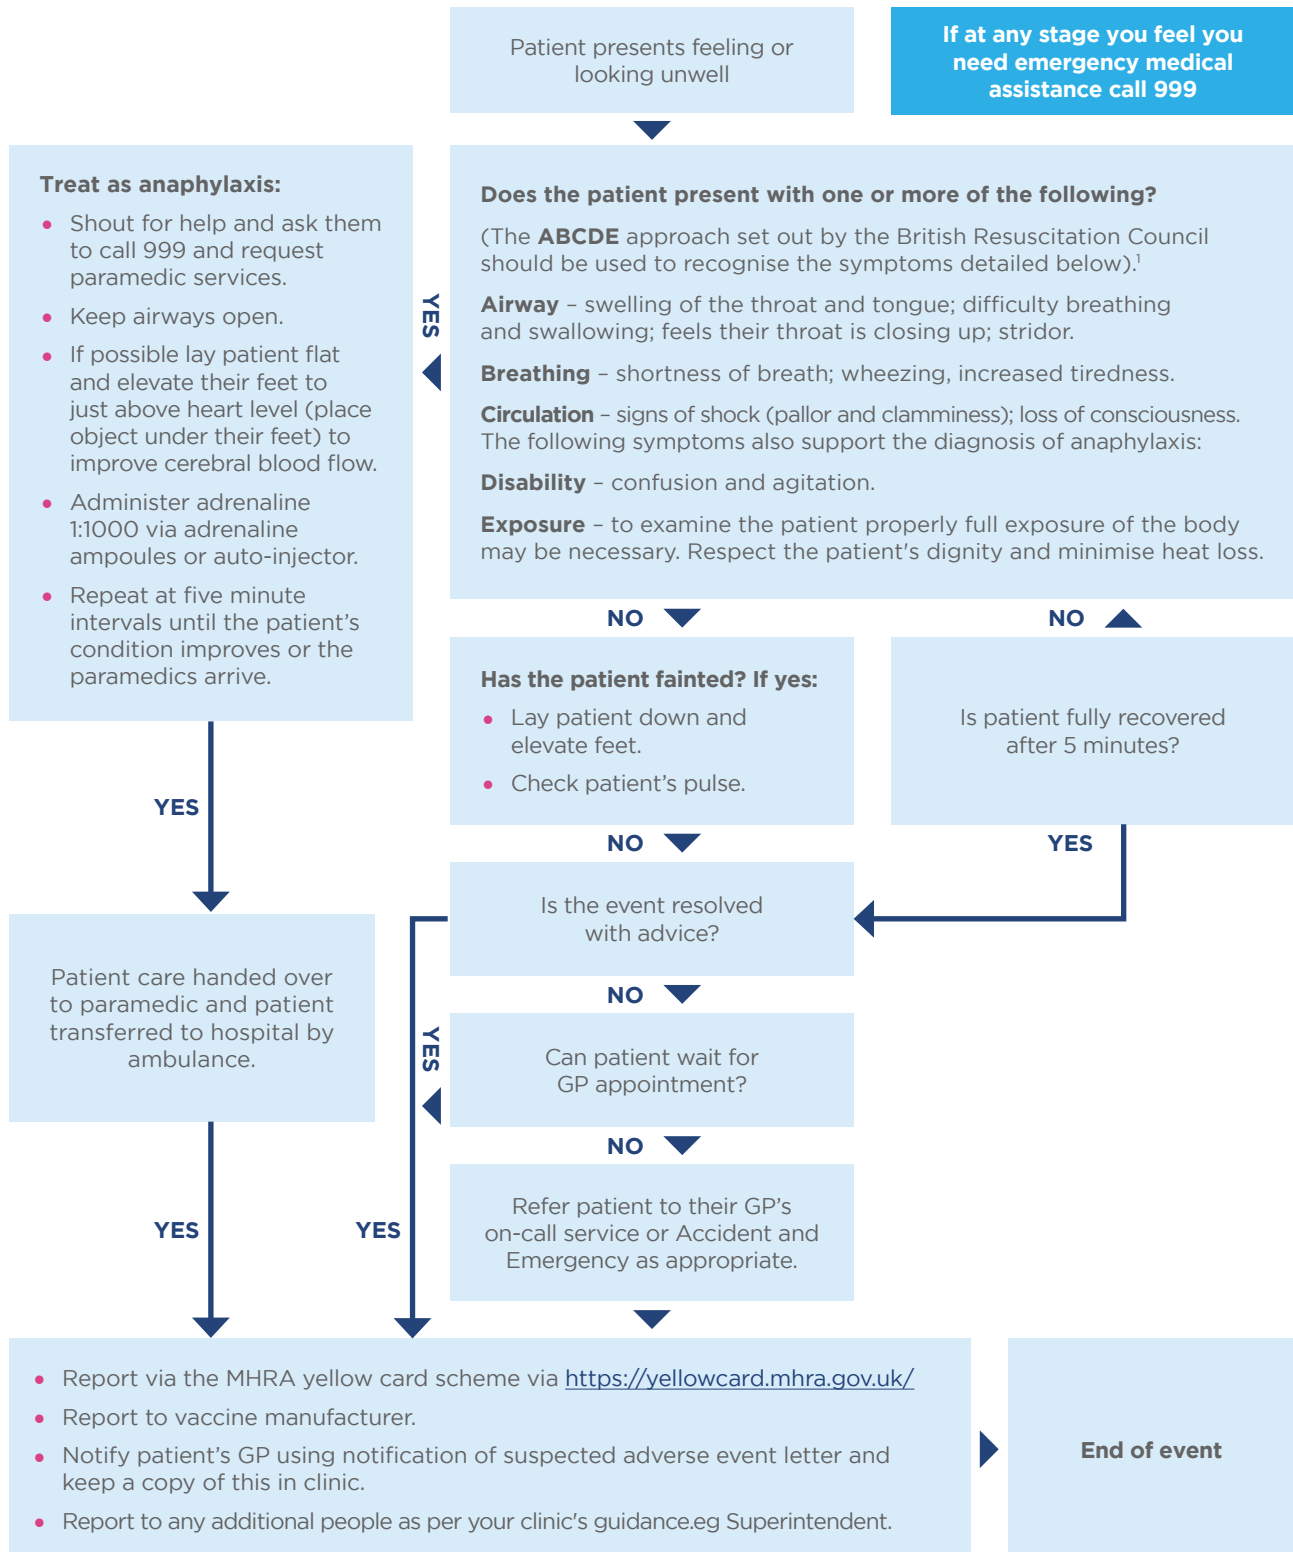 Patient presents feeling or
looking unwell
If at any stage you feel you
need emergency medical
assistance call 999
Treat as anaphylaxis:
• Shout for help and ask them
to call 999 and request
paramedic services.
• Keep airways open.
• If possible lay patient flat
and elevate their feet to
just above heart level (place
object under their feet) to
improve cerebral blood flow.
• Administer adrenaline
1:1000 via adrenaline
ampoules or auto-injector.
• Repeat at five minute
intervals until the patient’s
condition improves or the
paramedics arrive.
YES
Does the patient present with one or more of the following?
(The ABCDE approach set out by the British Resuscitation Council
should be used to recognise the symptoms detailed below).¹
Airway – swelling of the throat and tongue; difficulty breathing
and swallowing; feels their throat is closing up; stridor.
Breathing – shortness of breath; wheezing, increased tiredness.
Circulation – signs of shock (pallor and clamminess); loss of consciousness.
The following symptoms also support the diagnosis of anaphylaxis:
Disability – confusion and agitation.
Exposure – to examine the patient properly full exposure of the body
may be necessary. Respect the patient's dignity and minimise heat loss.
NO
NO
Has the patient fainted? If yes:
• Lay patient down and
elevate feet.
• Check patient’s pulse.
Is patient fully recovered
after 5 minutes?
YES
NO
YES
Is the event resolved
with advice?
Patient care handed over
to paramedic and patient
transferred to hospital by
ambulance.
NO
YES
Can patient wait for
GP appointment?
NO
Refer patient to their GP’s
on-call service or Accident and
Emergency as appropriate.
YES
YES
• Report via the MHRA yellow card scheme via https://yellowcard.mhra.gov.uk/
• Report to vaccine manufacturer.
• Notify patient’s GP using notification of suspected adverse event letter and
keep a copy of this in clinic.
• Report to any additional people as per your clinic's guidance.eg Superintendent.
End of event